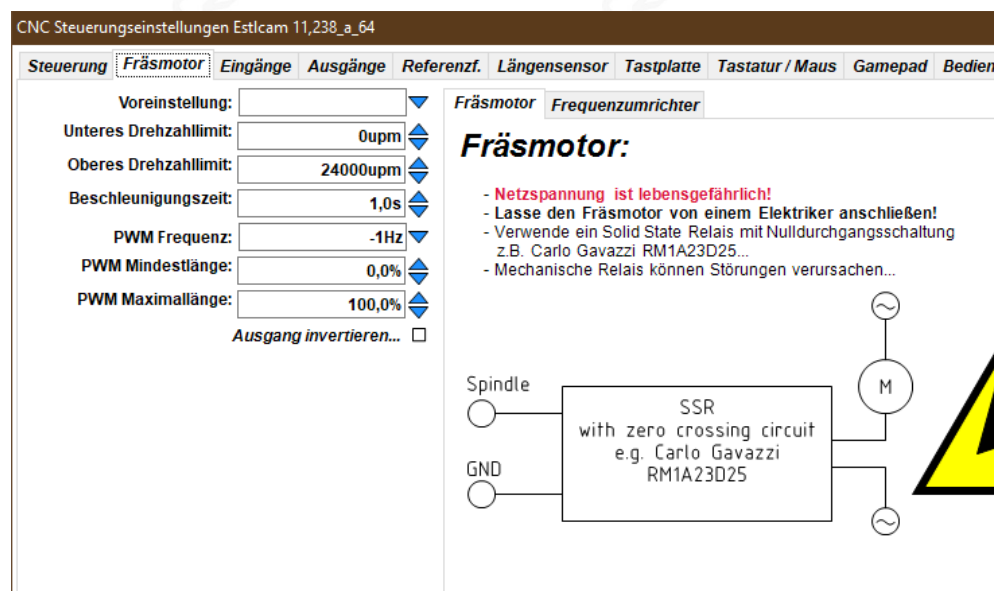 CNC Steuerungseinstellungen Estlcam 11,238_a_64
Steuerung Fräsmotor Eingänge Ausgänge Referenzf. Längensensor Tastplatte Tastatur / Maus Gamepad Bedien
Voreinstellung:
Unteres Drehzahllimit: 0upm
Oberes Drehzahllimit: 24000upm
Beschleunigungszeit: 1,0s
PWM Frequenz: -1Hz
PWM Mindestlänge: 0,0%
PWM Maximallänge: 100,0%
Ausgang invertieren...
Fräsmotor Frequenzumrichter
Fräsmotor:
- Netzspannung ist lebensgefährlich!
- Lasse den Fräsmotor von einem Elektriker anschließen!
- Verwende ein Solid State Relais mit Nulldurchgangsschaltung
z.B. Carlo Gavazzi RM1A23D25...
- Mechanische Relais können Störungen verursachen...
Spindle
GND
SSR
with zero crossing circuit
e.g. Carlo Gavazzi
RM1A23D25
M